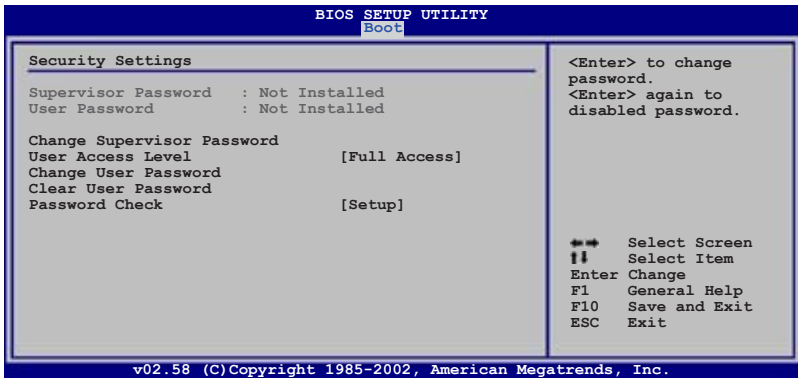 BIOS SETUP UTILITY
Boot
Security Settings
Supervisor Password : Not Installed
User Password : Not Installed
Change Supervisor Password
User Access Level [Full Access]
Change User Password
Clear User Password
Password Check [Setup]
<Enter> to change
password.
<Enter> again to
disabled password.
Select Screen
Select Item
Enter Change
F1 General Help
F10 Save and Exit
ESC Exit
v02.58 (C)Copyright 1985-2002, American Megatrends, Inc.